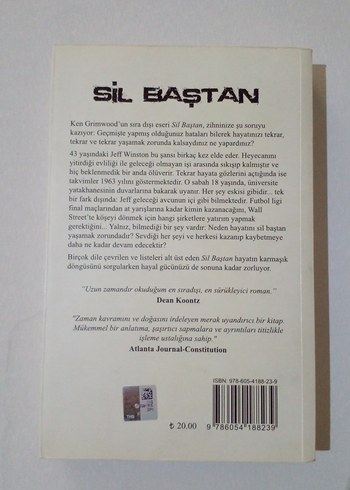 SİL BAŞTAN
Ken Grimwood'un sıra dışı eseri Sil Baştan, zihninize şu soruyu
kazıyor: Geçmişte yapmış olduğunuz hataları bilerek hayatınızı tekrar,
tekrar ve tekrar yaşamak zorunda kalsaydınız ne yapardınız?
43 yaşındaki Jeff Winston bu şansı birkaç kez elde eder. Heyecanını
yitirdiği evliliği ile geleceği olmayan işi arasında sıkışıp kalmıştır ve
hiç beklenmedik bir anda ölüverir. Tekrar hayata gözlerini açtığında ise
takvimler 1963 yılını göstermektedir. O sabah 18 yaşında, üniversite
yatakhanesinin duvarlarına bakarak uyanır. Her şey eskisi gibidir... tek
bir fark dışında: Jeff geleceği avcunun içi gibi bilmektedir. Futbol ligi
final maçlarından at yarışlarına kadar kimin kazanacağını, Wall
Street'te köşeyi dönmek için hangi şirketlere yatırım yapmak
gerektiğini... Yalnız, bilmediği bir şey vardır: Neden hayatını sil baştan
yaşamak zorundadır? Sevdiği her şeyi ve herkesi kazanıp kaybetmeye
daha ne kadar devam edecektir?
Birçok dile çevrilen ve listeleri alt üst eden Sil Baştan hayatın karmaşık
döngüsünü sorgularken hayal gücümüzü de sonuna kadar zorluyor.
"Uzun zamandır okuduğum en sıradışı, en sürükleyici roman."
Dean Koontz
"Zaman kavramını ve doğasını irdeleyen merak uyandırıcı bir kitap.
Mükemmel bir anlatıma, şaşırtıcı sapmalara ve ayrıntıları titizlikle
işleme ustalığına sahip."
Atlanta Journal-Constitution
ISBN: 978-605-4188-23-9
₺ 20.00
9 786054 188239